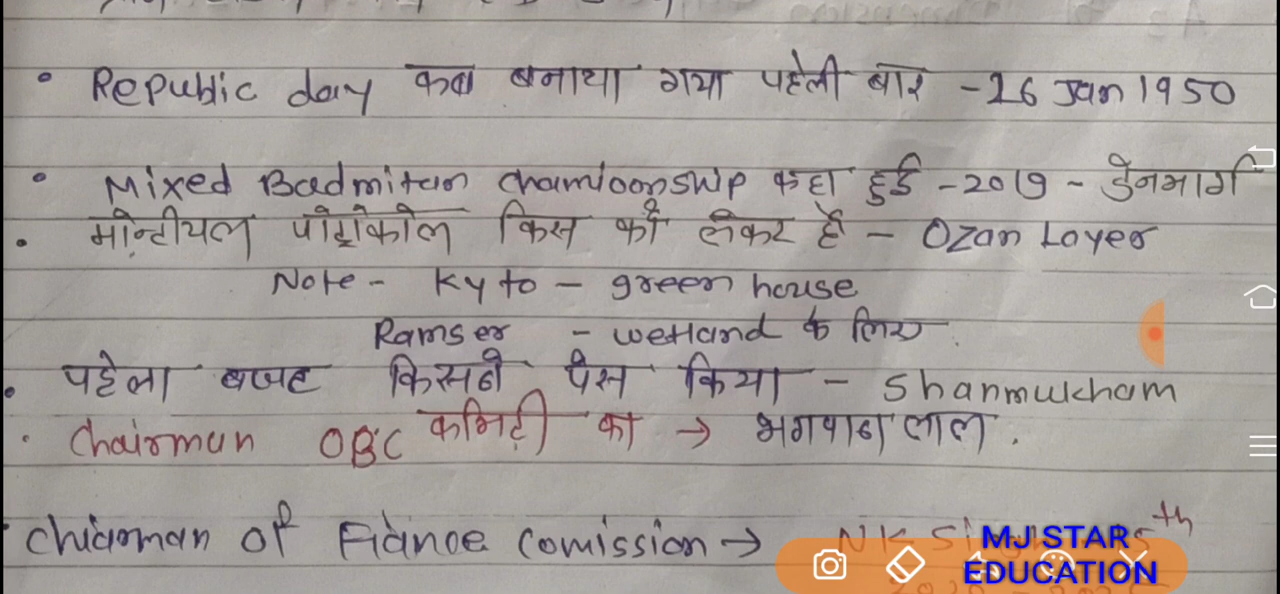 • Republic day कब बनाया गया पहेली बार - 26 Jan 1950
• Mixed Badmitan chamioonship कहा हुई - 2019 - डेनमार्ग
• मोन्टीयल पोट्रोकोल किस को लेकर है - Ozan Layer
Note - Kyto - green house
Ramser - wetland के लिए
• पहेला बजट किसने पेस किया - Shanmukham
• Chairman OBC कमिटी का → भगवान लाल.
• Chiarman of Fiance Comission → NK th
MJ STAR
EDUCATION